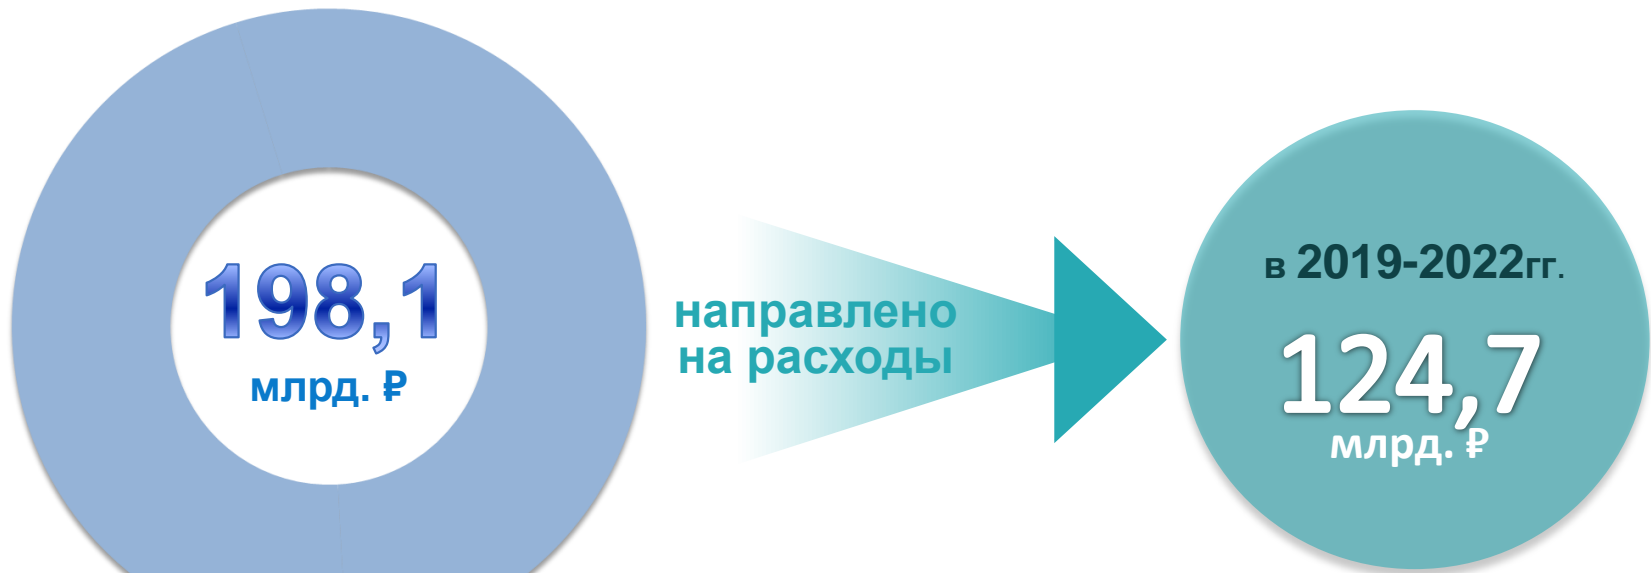 198,1
млрд. ₽
направлено
на расходы
в 2019-2022гг.
124,7
млрд. ₽